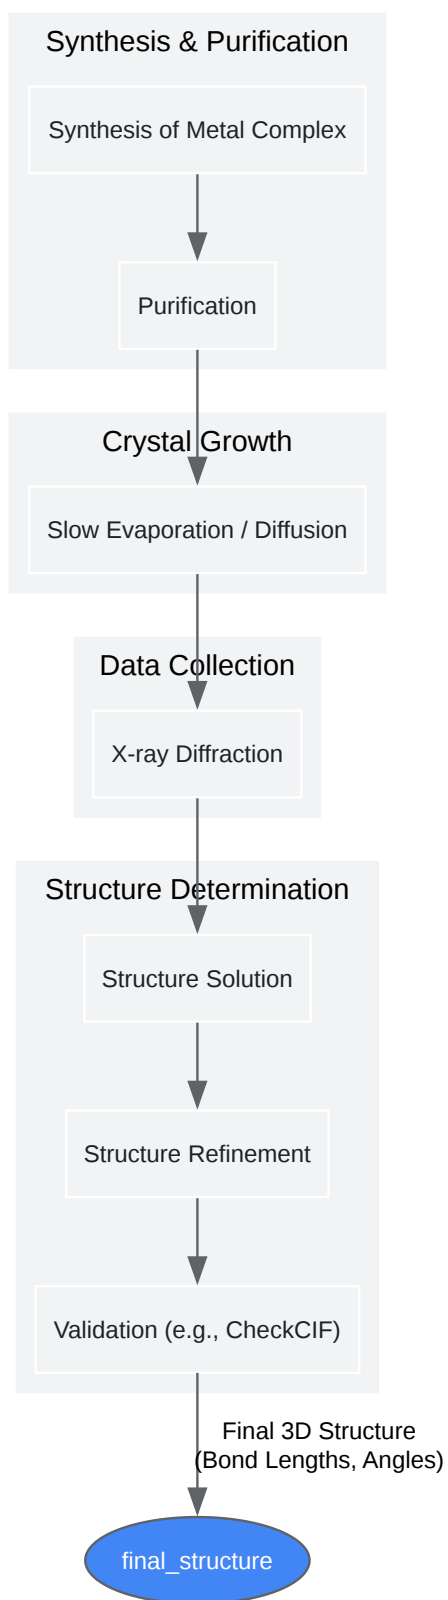 Synthesis & Purification
Synthesis of Metal Complex
Purification
Crystal Growth
Slow Evaporation / Diffusion
Data Collection
X-ray Diffraction
Structure Determination
Structure Solution
Structure Refinement
Validation (e.g., CheckCIF)
Final 3D Structure
(Bond Lengths, Angles)
final_structure